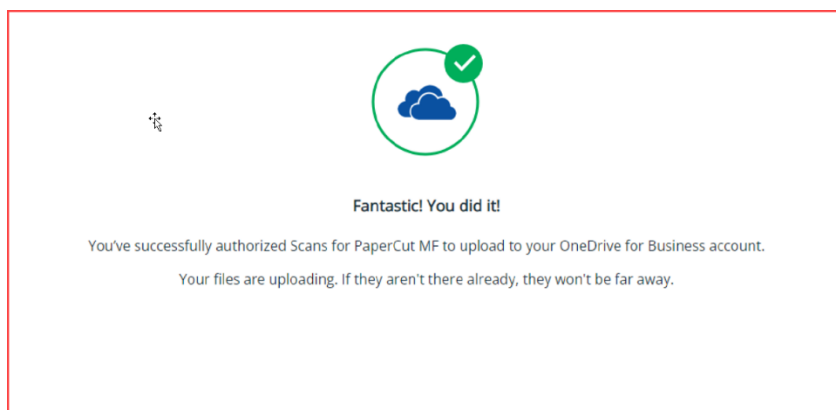 Fantastic! You did it!
You've successfully authorized Scans for PaperCut MF to upload to your OneDrive for Business account.
Your files are uploading. If they aren't there already, they won't be far away.